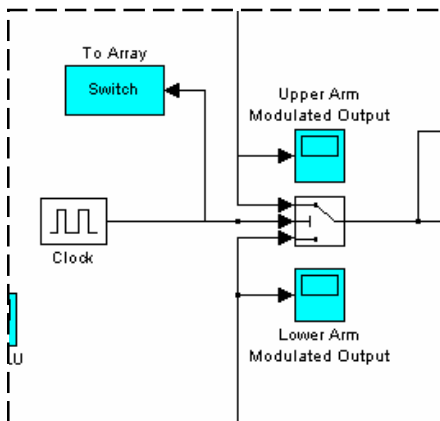 To Array
Switch
Upper Arm
Modulated Output
Clock
Lower Arm
Modulated Output